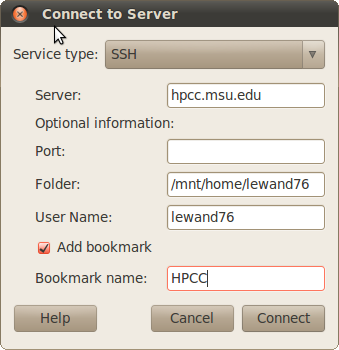 Connect to Server
Service type: SSH
Server: hpcc.msu.edu
Optional information:
Port:
Folder: /mnt/home/lewand76
User Name: lewand76
Add bookmark
Bookmark name: HPCC
Help Cancel Connect